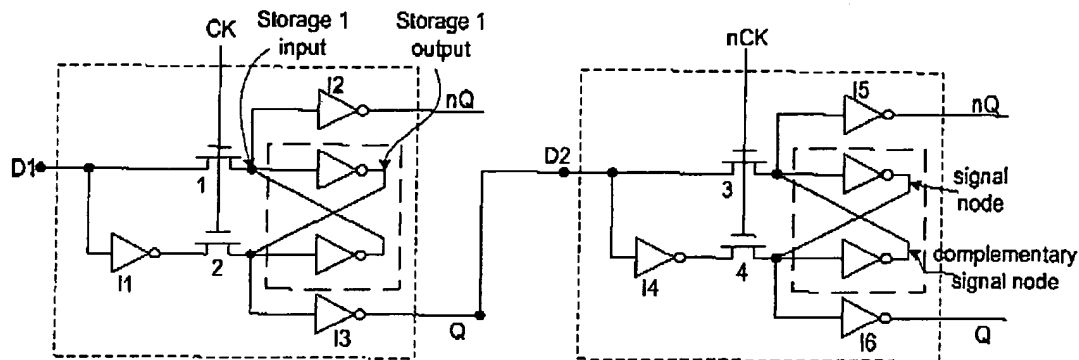 CK
Storage 1
input
Storage 1
output
nCK
I2
nQ
I5
nQ
D1
1
D2
3
signal
node
I1
2
I4
4
complementary
signal node
I3
Q
I6
Q